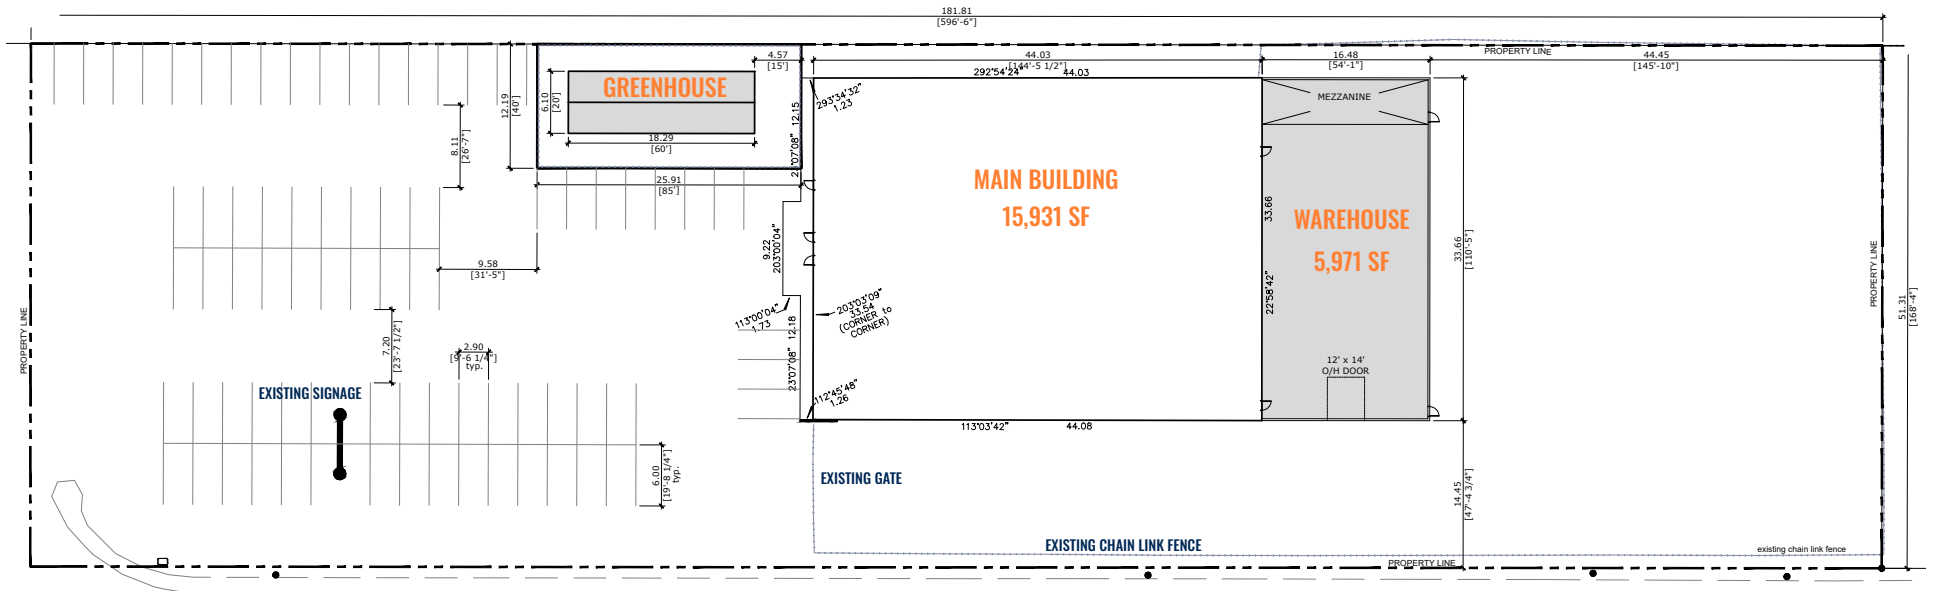 181.81
[596'-6"]
PROPERTY LINE
4.57
[15']
44.03
[144'-5 1/2"]
16.48
[54'-1"]
44.45
[145'-10"]
292°54'24"
44.03
GREENHOUSE
6.10
[20']
12.19
[40']
18.29
[60']
293°34'32"
1.23
12.15
23°07'08"
MEZZANINE
8.11
[26'-7"]
25.91
[85']
MAIN BUILDING
15,931 SF
WAREHOUSE
5,971 SF
33.66
22°58'42"
33.66
[110'-5"]
PROPERTY LINE
51.31
[168'-4"]
9.22
203°00'04"
9.58
[31'-5"]
113°00'04"
1.73
203°03'09"
33.54
(CORNER to
CORNER)
12.18
23°07'08"
PROPERTY LINE
7.20
[23'-7 1/2"]
2.90
[9'-6 1/4"]
typ.
12' x 14'
O/H DOOR
EXISTING SIGNAGE
112°45'48"
1.26
113°03'42"
44.08
6.00
[19'-8 1/4"]
typ.
EXISTING GATE
14.45
[47'-4 3/4"]
EXISTING CHAIN LINK FENCE
existing chain link fence
PROPERTY LINE